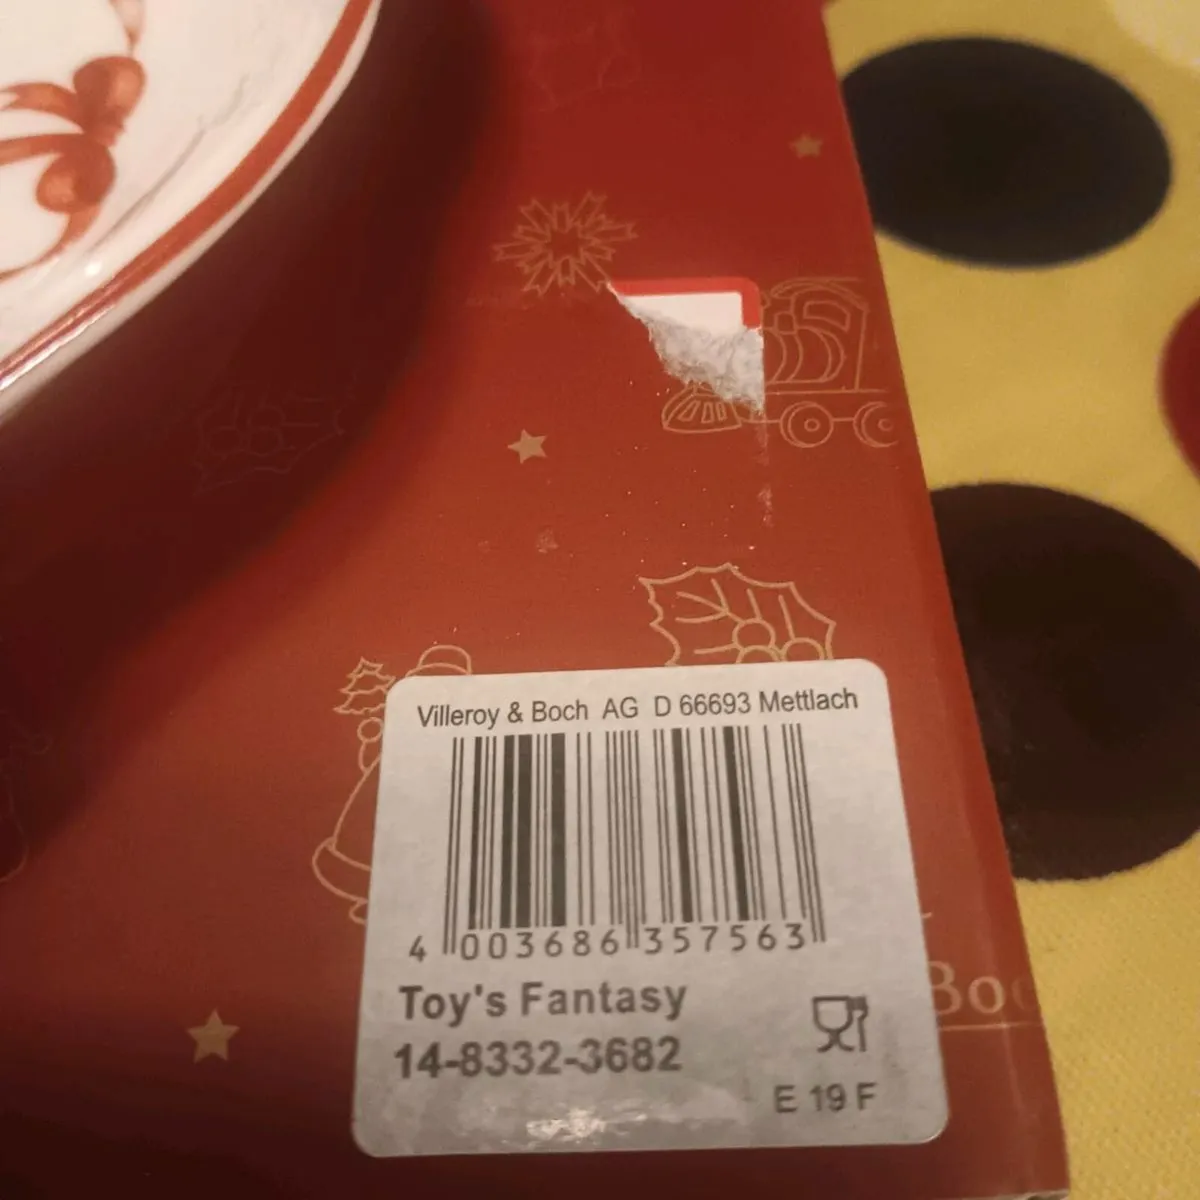 Villeroy & Boch AG D 66693 Mettlach
4 003686 357563
Toy's Fantasy
14-8332-3682
E 19 F